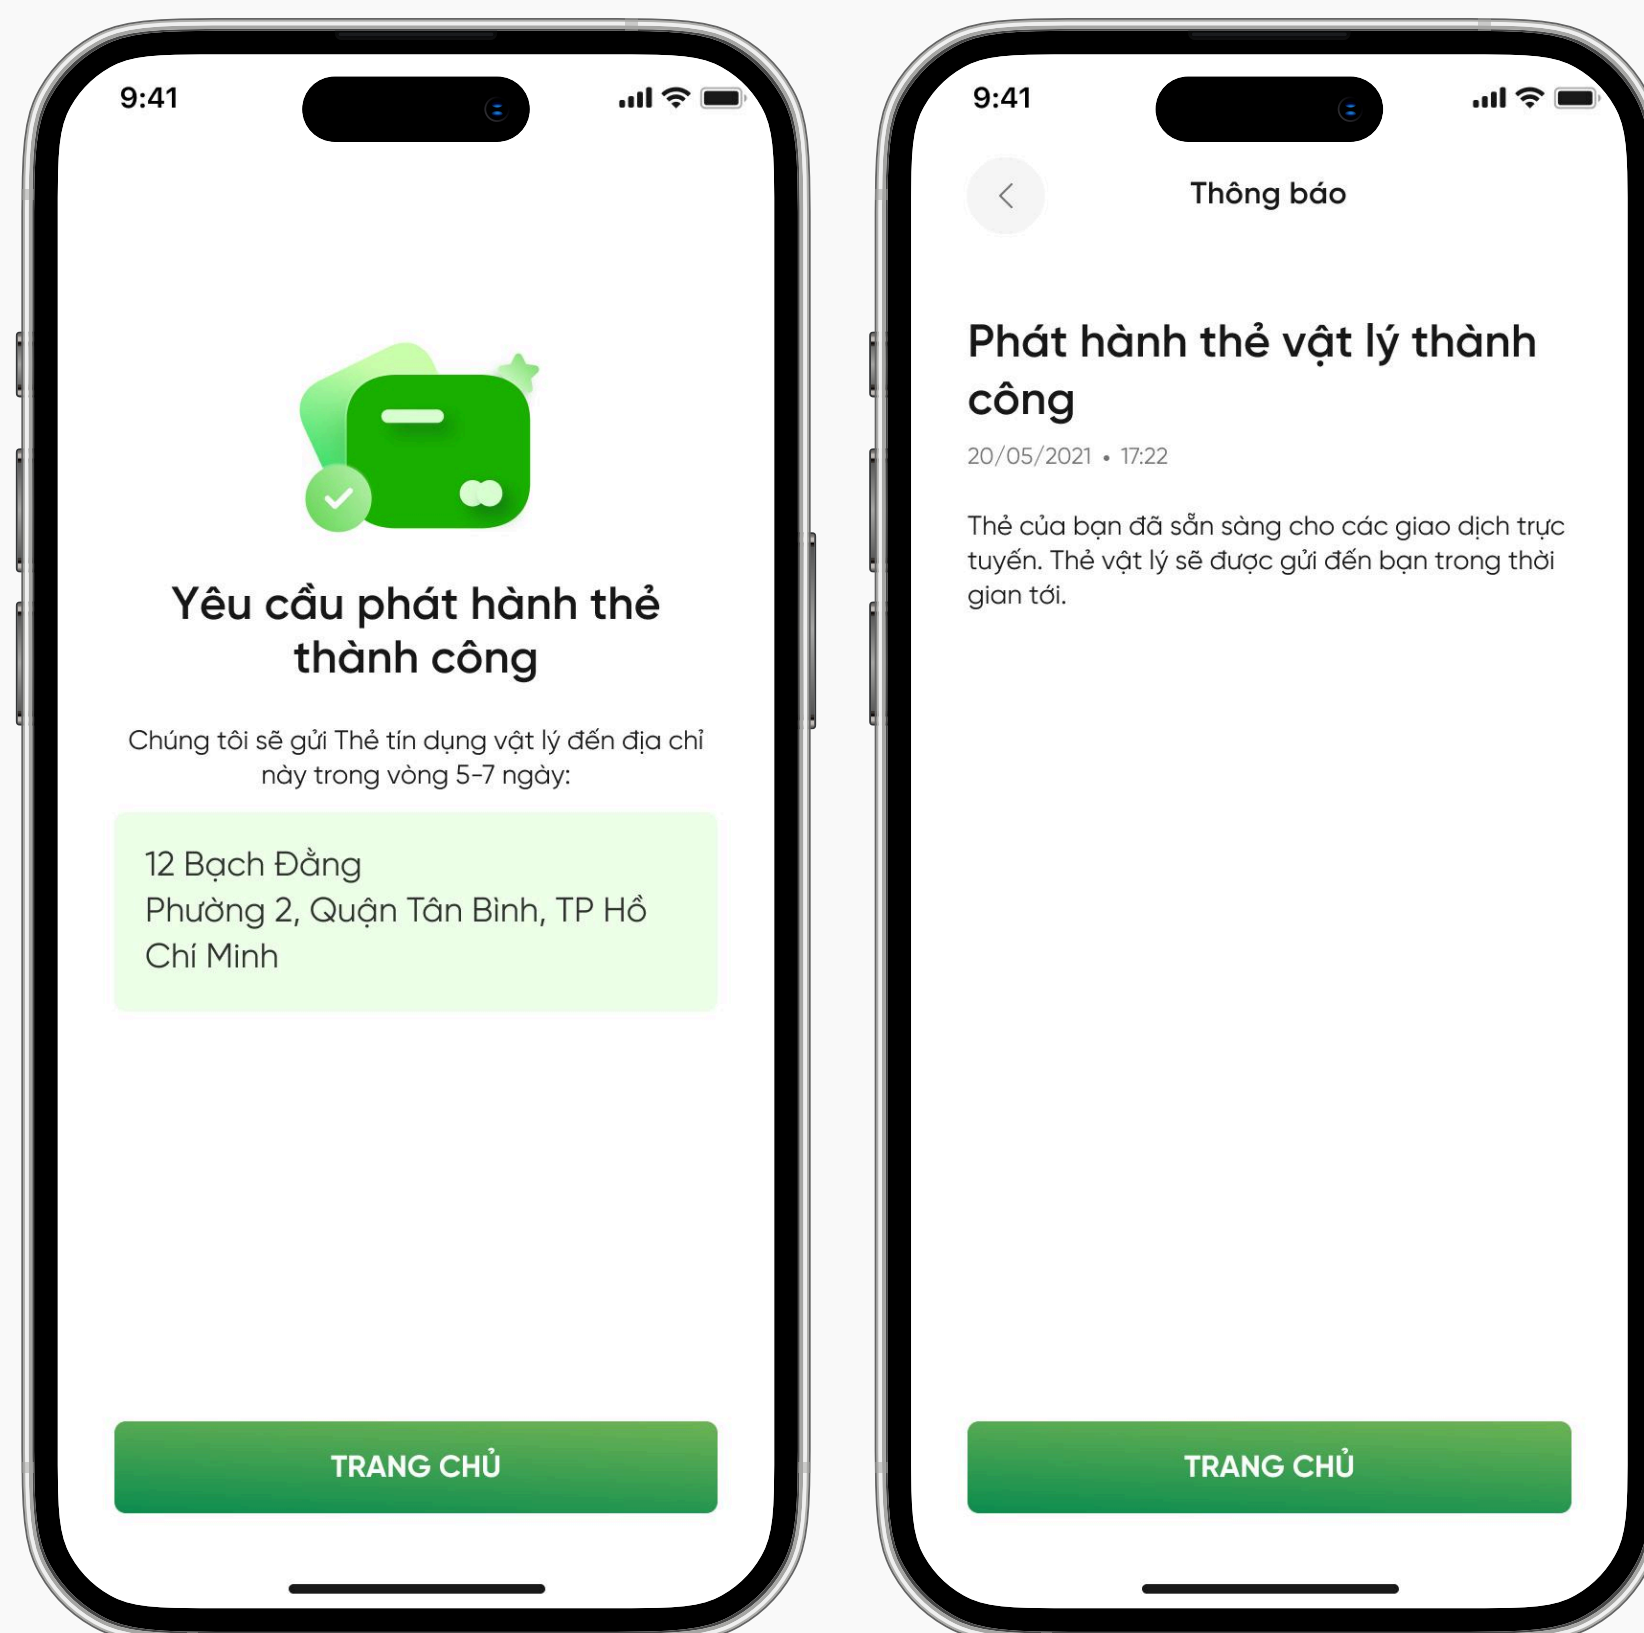 9:41
Yêu cầu phát hành thẻ
thành công
Chúng tôi sẽ gửi Thẻ tín dụng vật lý đến địa chỉ
này trong vòng 5-7 ngày:
12 Bạch Đằng
Phường 2, Quận Tân Bình, TP Hồ
Chí Minh
TRANG CHỦ
9:41
Thông báo
Phát hành thẻ vật lý thành
công
20/05/2021 • 17:22
Thẻ của bạn đã sẵn sàng cho các giao dịch trực
tuyến. Thẻ vật lý sẽ được gửi đến bạn trong thời
gian tới.
TRANG CHỦ